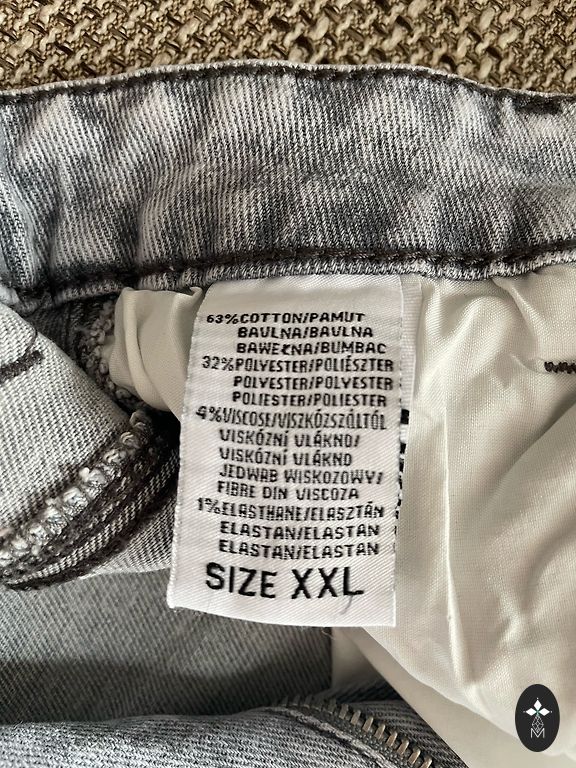 63%COTTON/PAMUT
BAVLNA/BAVLNA
BAWEŁNA/BUMBAC
32%POLYESTER/POLIÉSZTER
POLYESTER/POLYESTER
POLIESTER/POLIESTER
4%VISCOSE/VISZKÓZSZÁLTÓL
VISKÓZNÍ VLÁKNO/
VISKÓZNÍ VLÁKNO
JEDWAB WISKOZOWY/
FIBRE DIN VISCOZA
1%ELASTHANE/ELASZTÁN
ELASTAN/ELASTAN
ELASTAN/ELASTAN
SIZE XXL
M